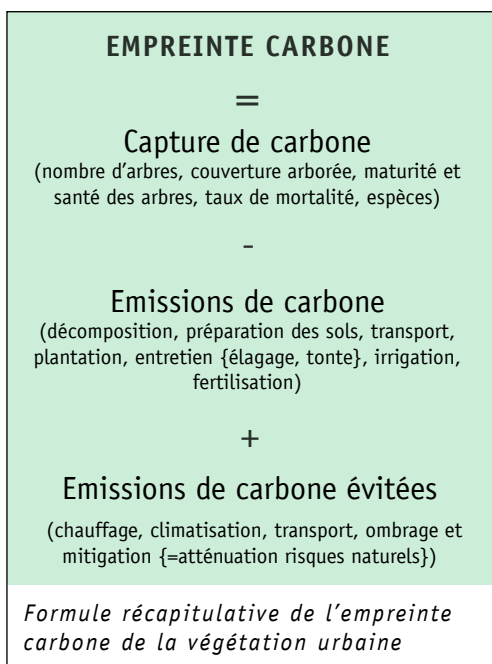 EMPREINTE CARBONE
=
Capture de carbone
(nombre d'arbres, couverture arborée, maturité et
santé des arbres, taux de mortalité, espèces)
-
Emissions de carbone
(décomposition, préparation des sols, transport,
plantation, entretien {élagage, tonte}, irrigation,
fertilisation)
+
Emissions de carbone évitées
(chauffage, climatisation, transport, ombrage et
mitigation {=atténuation risques naturels})
Formule récapitulative de l'empreinte
carbone de la végétation urbaine